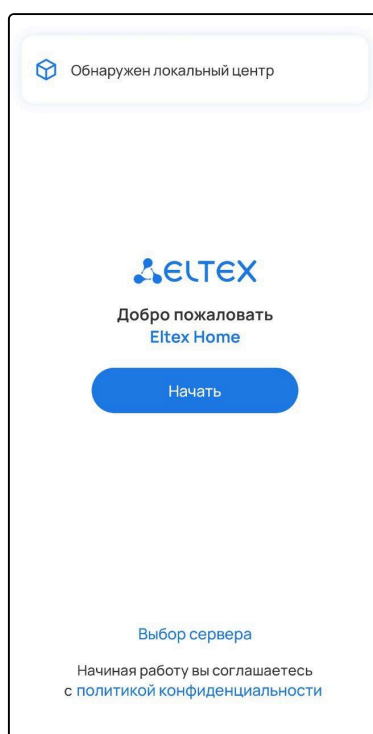 Обнаружен локальный центр
ELTEX
Добро пожаловать
Eltex Home
Начать
Выбор сервера
Начиная работу вы соглашаетесь
с политикой конфиденциальности